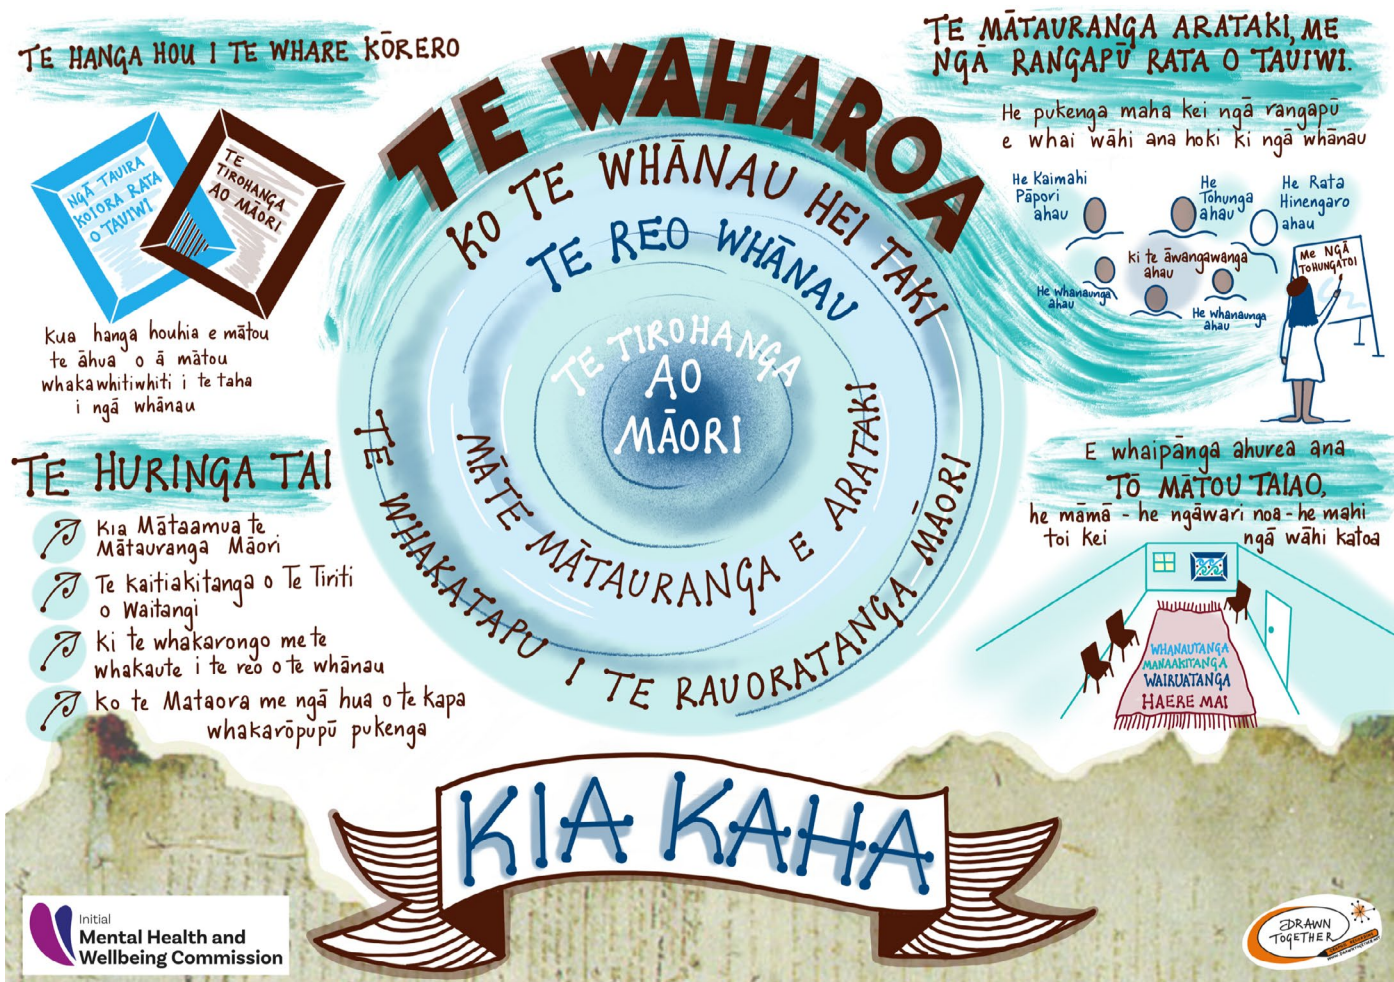 TE HANGA HOU I TE WHARE KŌRERO
NGĀ TAUIRA
KOIORA RATA
O TAUIWI
TE
TIROHANGA
AO MĀORI
Kua hanga houhia e mātou
te āhua o ā mātou
whakawhitiwhiti i te taha
i ngā whānau
TE HURINGA TAI
Kia Mātaamua te
Mātauranga Māori
Te Kaitiakitanga o Te Tiriti
o Waitangi
ki te whakarongo me te
whakaute i te reo o te whānau
ko te Mataora me ngā hua o te kapa
whakarōpupū pukenga
TE WAHAROA
KO TE WHĀNAU HEI TAKI
TE REO WHĀNAU
TE TIROHANGA
AO
MĀORI
MĀ TE MĀTAURANGA E ARATAKI
TE WHAKATAPU I TE RAUORATANGA MĀORI
TE MĀTAURANGA ARATAKI, ME
NGĀ RANGAPŪ RATA O TAUIWI.
He pukenga maha kei ngā rangapū
e whai wāhi ana hoki ki ngā whānau
He Kaimahi
Pāpori
ahau
He
Tohunga
ahau
He Rata
Hinengaro
ahau
ki te āwangawanga
ahau
He whanaunga
ahau
He whanaunga
ahau
ME NGĀ
TOHUNGATOI
E whaipānga ahurea ana
TŌ MĀTOU TAIAO,
he māmā - he ngāwari noa - he mahi
toi kei ngā wāhi katoa
WHANAUTANGA
MANAAKITANGA
WAIRUATANGA
HAERE MAI
KIA KAHA
Initial
Mental Health and
Wellbeing Commission
DRAWN
TOGETHER